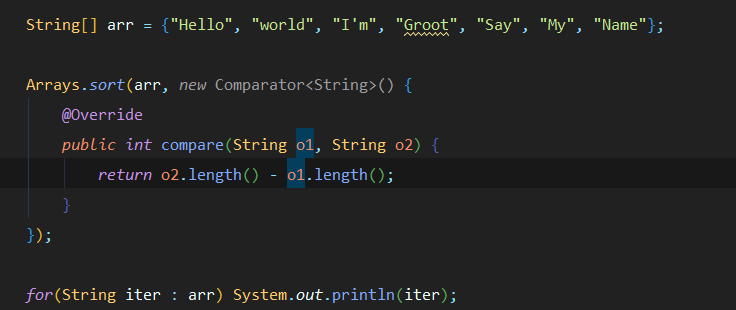 String[] arr = {"Hello", "world", "I'm", "Groot", "Say", "My", "Name"};
Arrays.sort(arr, new Comparator<String>() {
@Override
public int compare(String o1, String o2) {
return o2.length() - o1.length();
}
});
for(String iter : arr) System.out.println(iter);